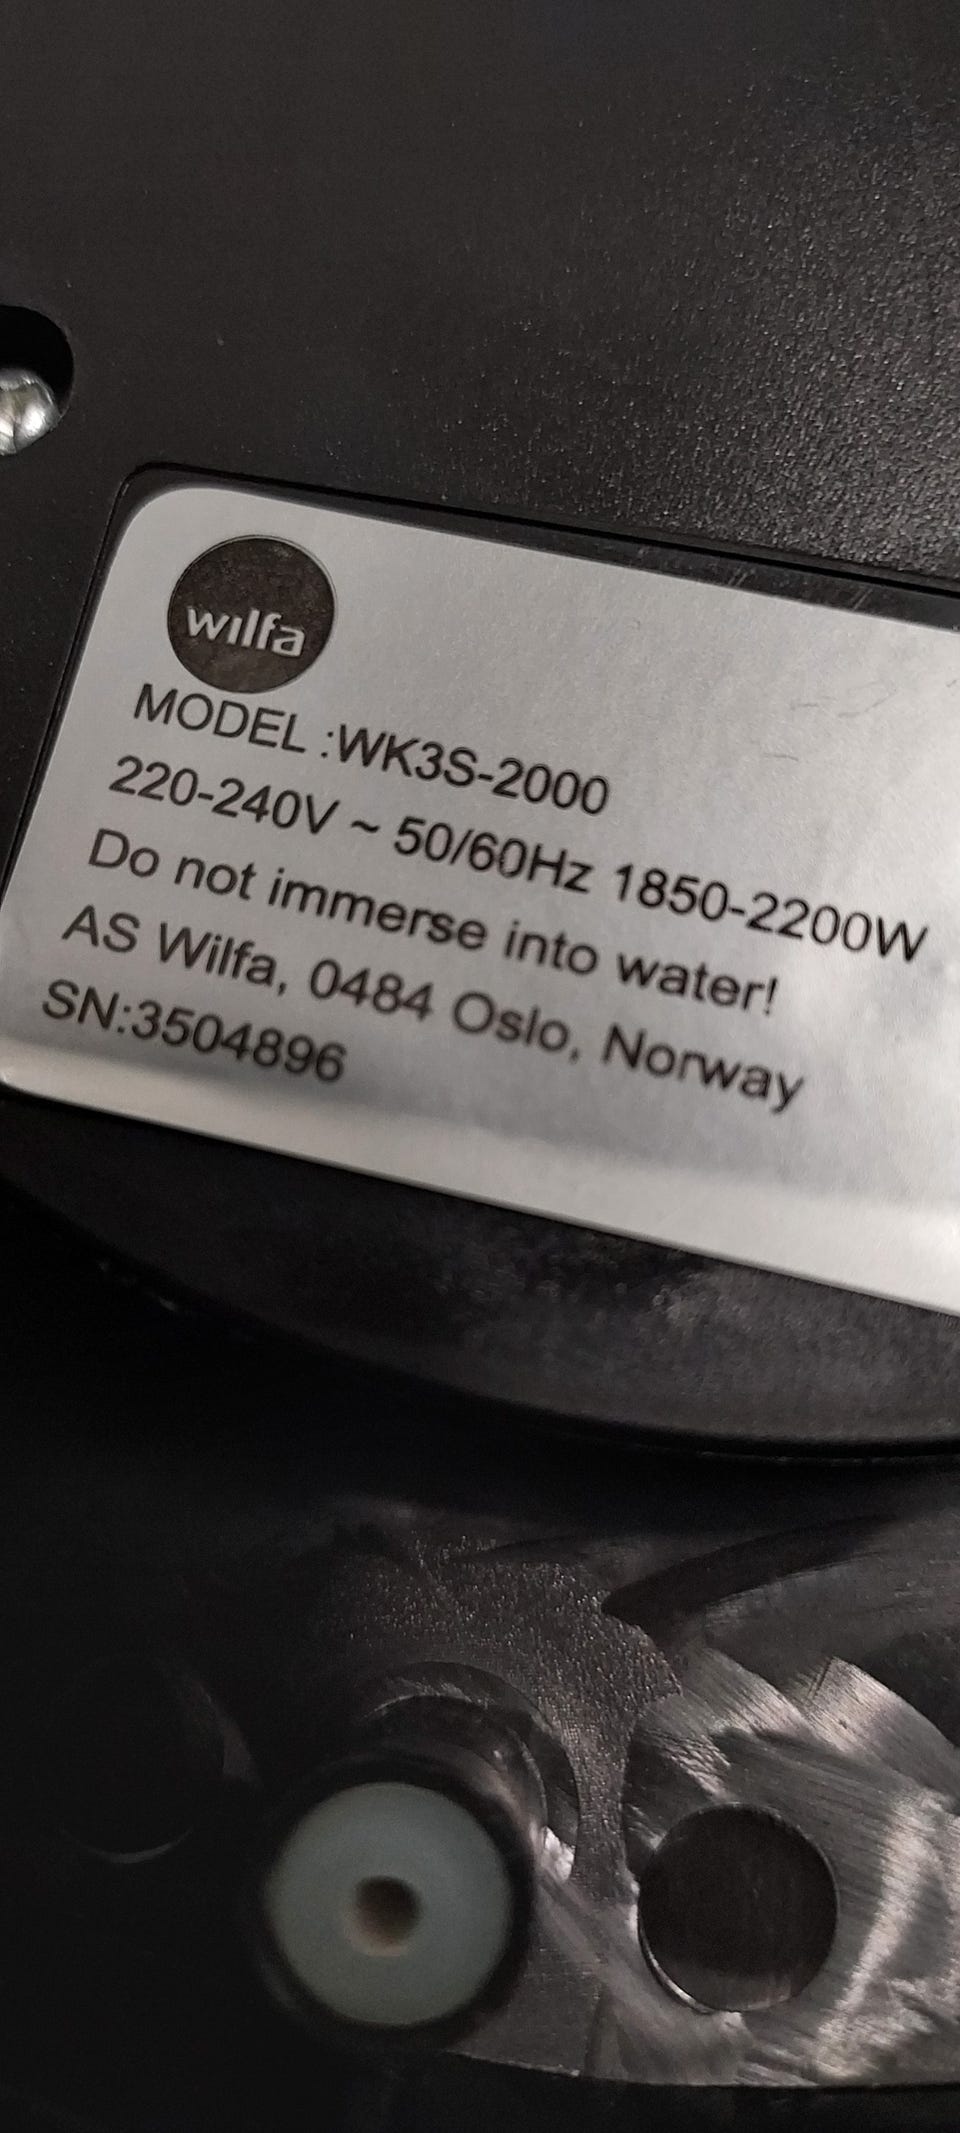 wilfa
MODEL :WK3S-2000
220-240V ~ 50/60Hz 1850-2200W
Do not immerse into water!
AS Wilfa, 0484 Oslo, Norway
SN:3504896